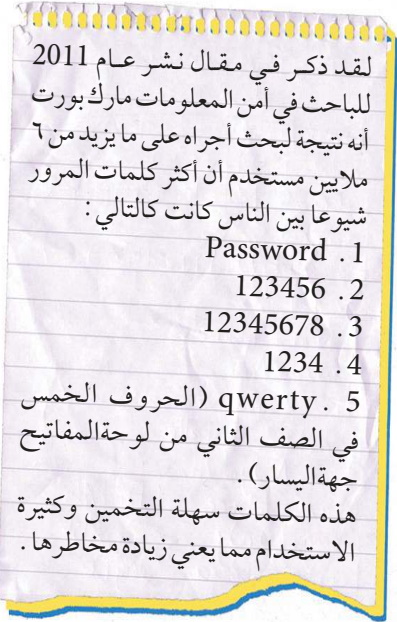 لقد ذكر في مقال نشر عام 2011
للباحث في أمن المعلومات مارك بورت
أنه نتيجة لبحث أجراه على ما يزيد من ٦
ملايين مستخدم أن أكثر كلمات المرور
شيوعا بين الناس كانت كالتالي :
1. Password
2. 123456
3. 12345678
4. 1234
5. qwerty (الحروف الخمس
في الصف الثاني من لوحة المفاتيح
جهة اليسار).
هذه الكلمات سهلة التخمين وكثيرة
الاستخدام مما يعني زيادة مخاطرها .